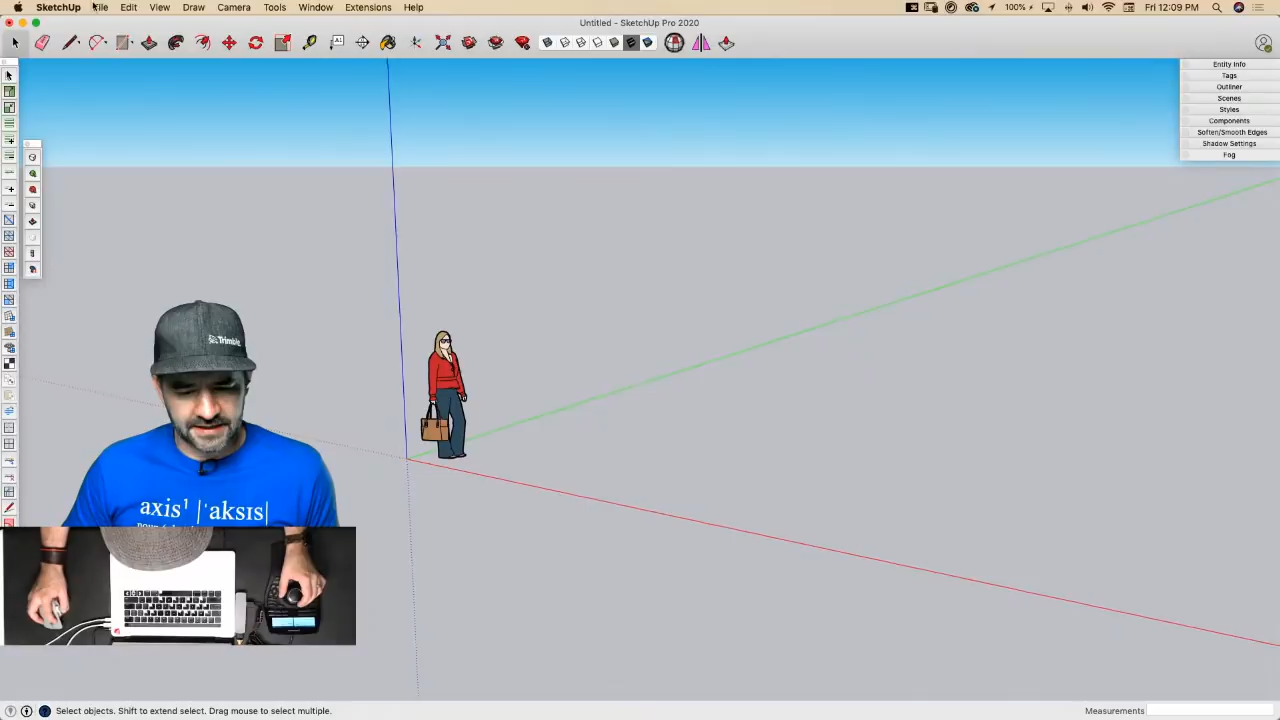 SketchUp File Edit View Draw Camera Tools Window Extensions Help
100% Fri 12:09 PM
Untitled - SketchUp Pro 2020
Entity Info
Tags
Outliner
Scenes
Styles
Components
Soften/Smooth Edges
Shadow Settings
Fog
Trimble
axis¹ |ˈaksɪs|
Select objects. Shift to extend select. Drag mouse to select multiple.
Measurements